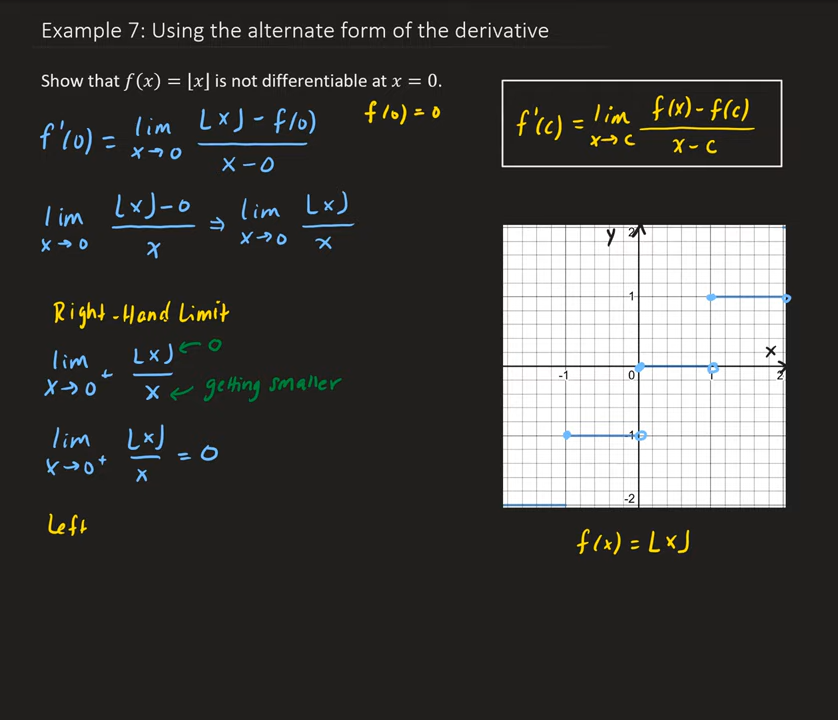 Example 7: Using the alternate form of the derivative
Show that f(x) = ⌊x⌋ is not differentiable at x = 0.
f'(0) = lim x→0 (⌊x⌋ - f(0)) / (x - 0)
f(0) = 0
f'(c) = lim x→c (f(x) - f(c)) / (x - c)
lim x→0 (⌊x⌋ - 0) / x ⇒ lim x→0 ⌊x⌋ / x
Right-Hand Limit
lim x→0+ ⌊x⌋ / x
← 0
← getting smaller
lim x→0+ ⌊x⌋ / x = 0
Left
y
2
1
x
-1 0 1 2
-1
-2
f(x) = ⌊x⌋